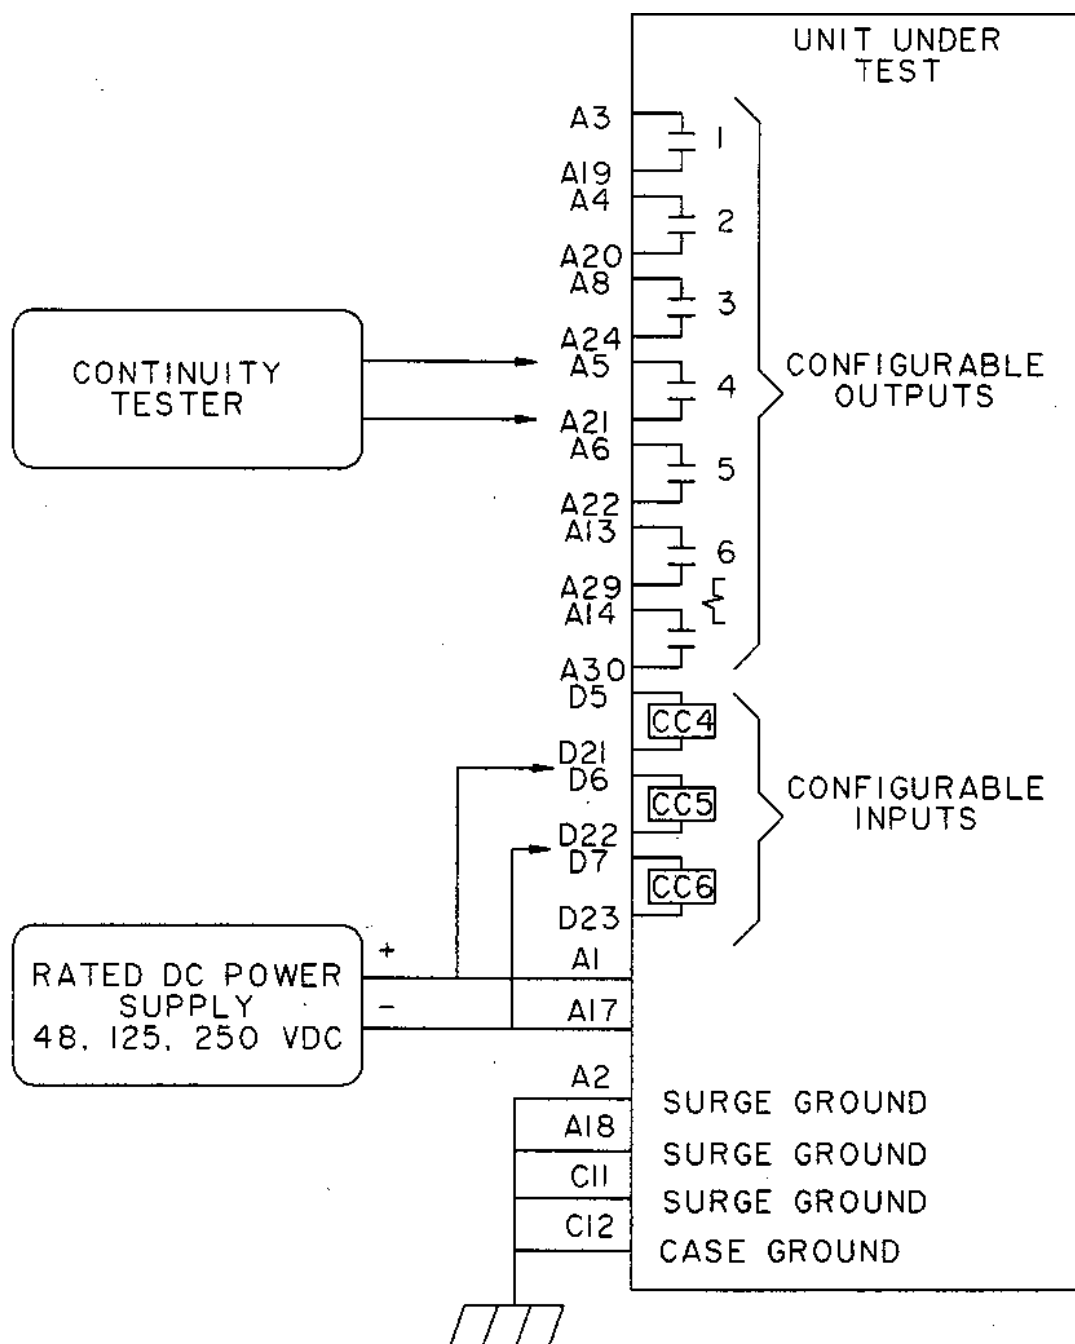 UNIT UNDER
TEST
A3
1
A19
A4
2
A20
A8
3
A24
A5
4
A21
A6
5
A22
A13
6
A29
A14
A30
CONFIGURABLE
OUTPUTS
CONTINUITY
TESTER
D5
CC4
D21
D6
CC5
D22
D7
CC6
D23
CONFIGURABLE
INPUTS
RATED DC POWER
SUPPLY
48, 125, 250 VDC
+
-
A1
A17
A2
SURGE GROUND
A18
SURGE GROUND
C11
SURGE GROUND
C12
CASE GROUND